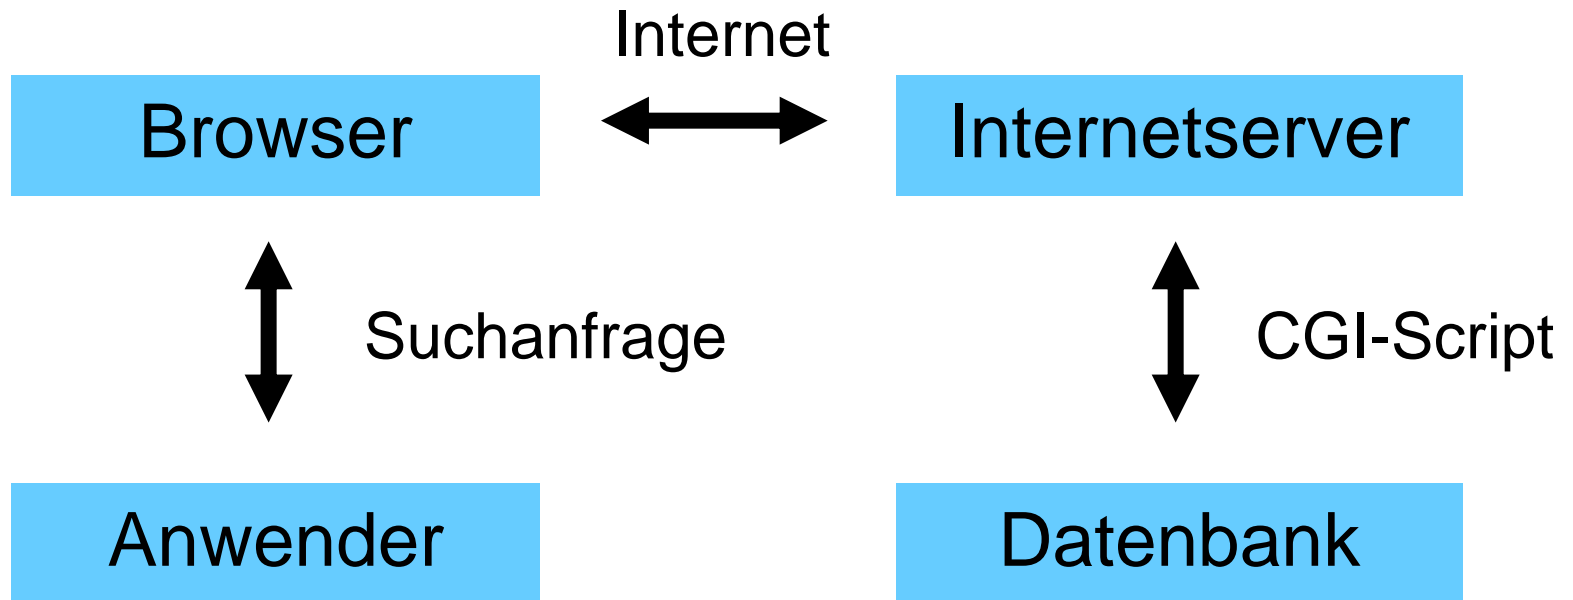 Internet
Browser
Internetserver
Suchanfrage
CGI-Script
Anwender
Datenbank